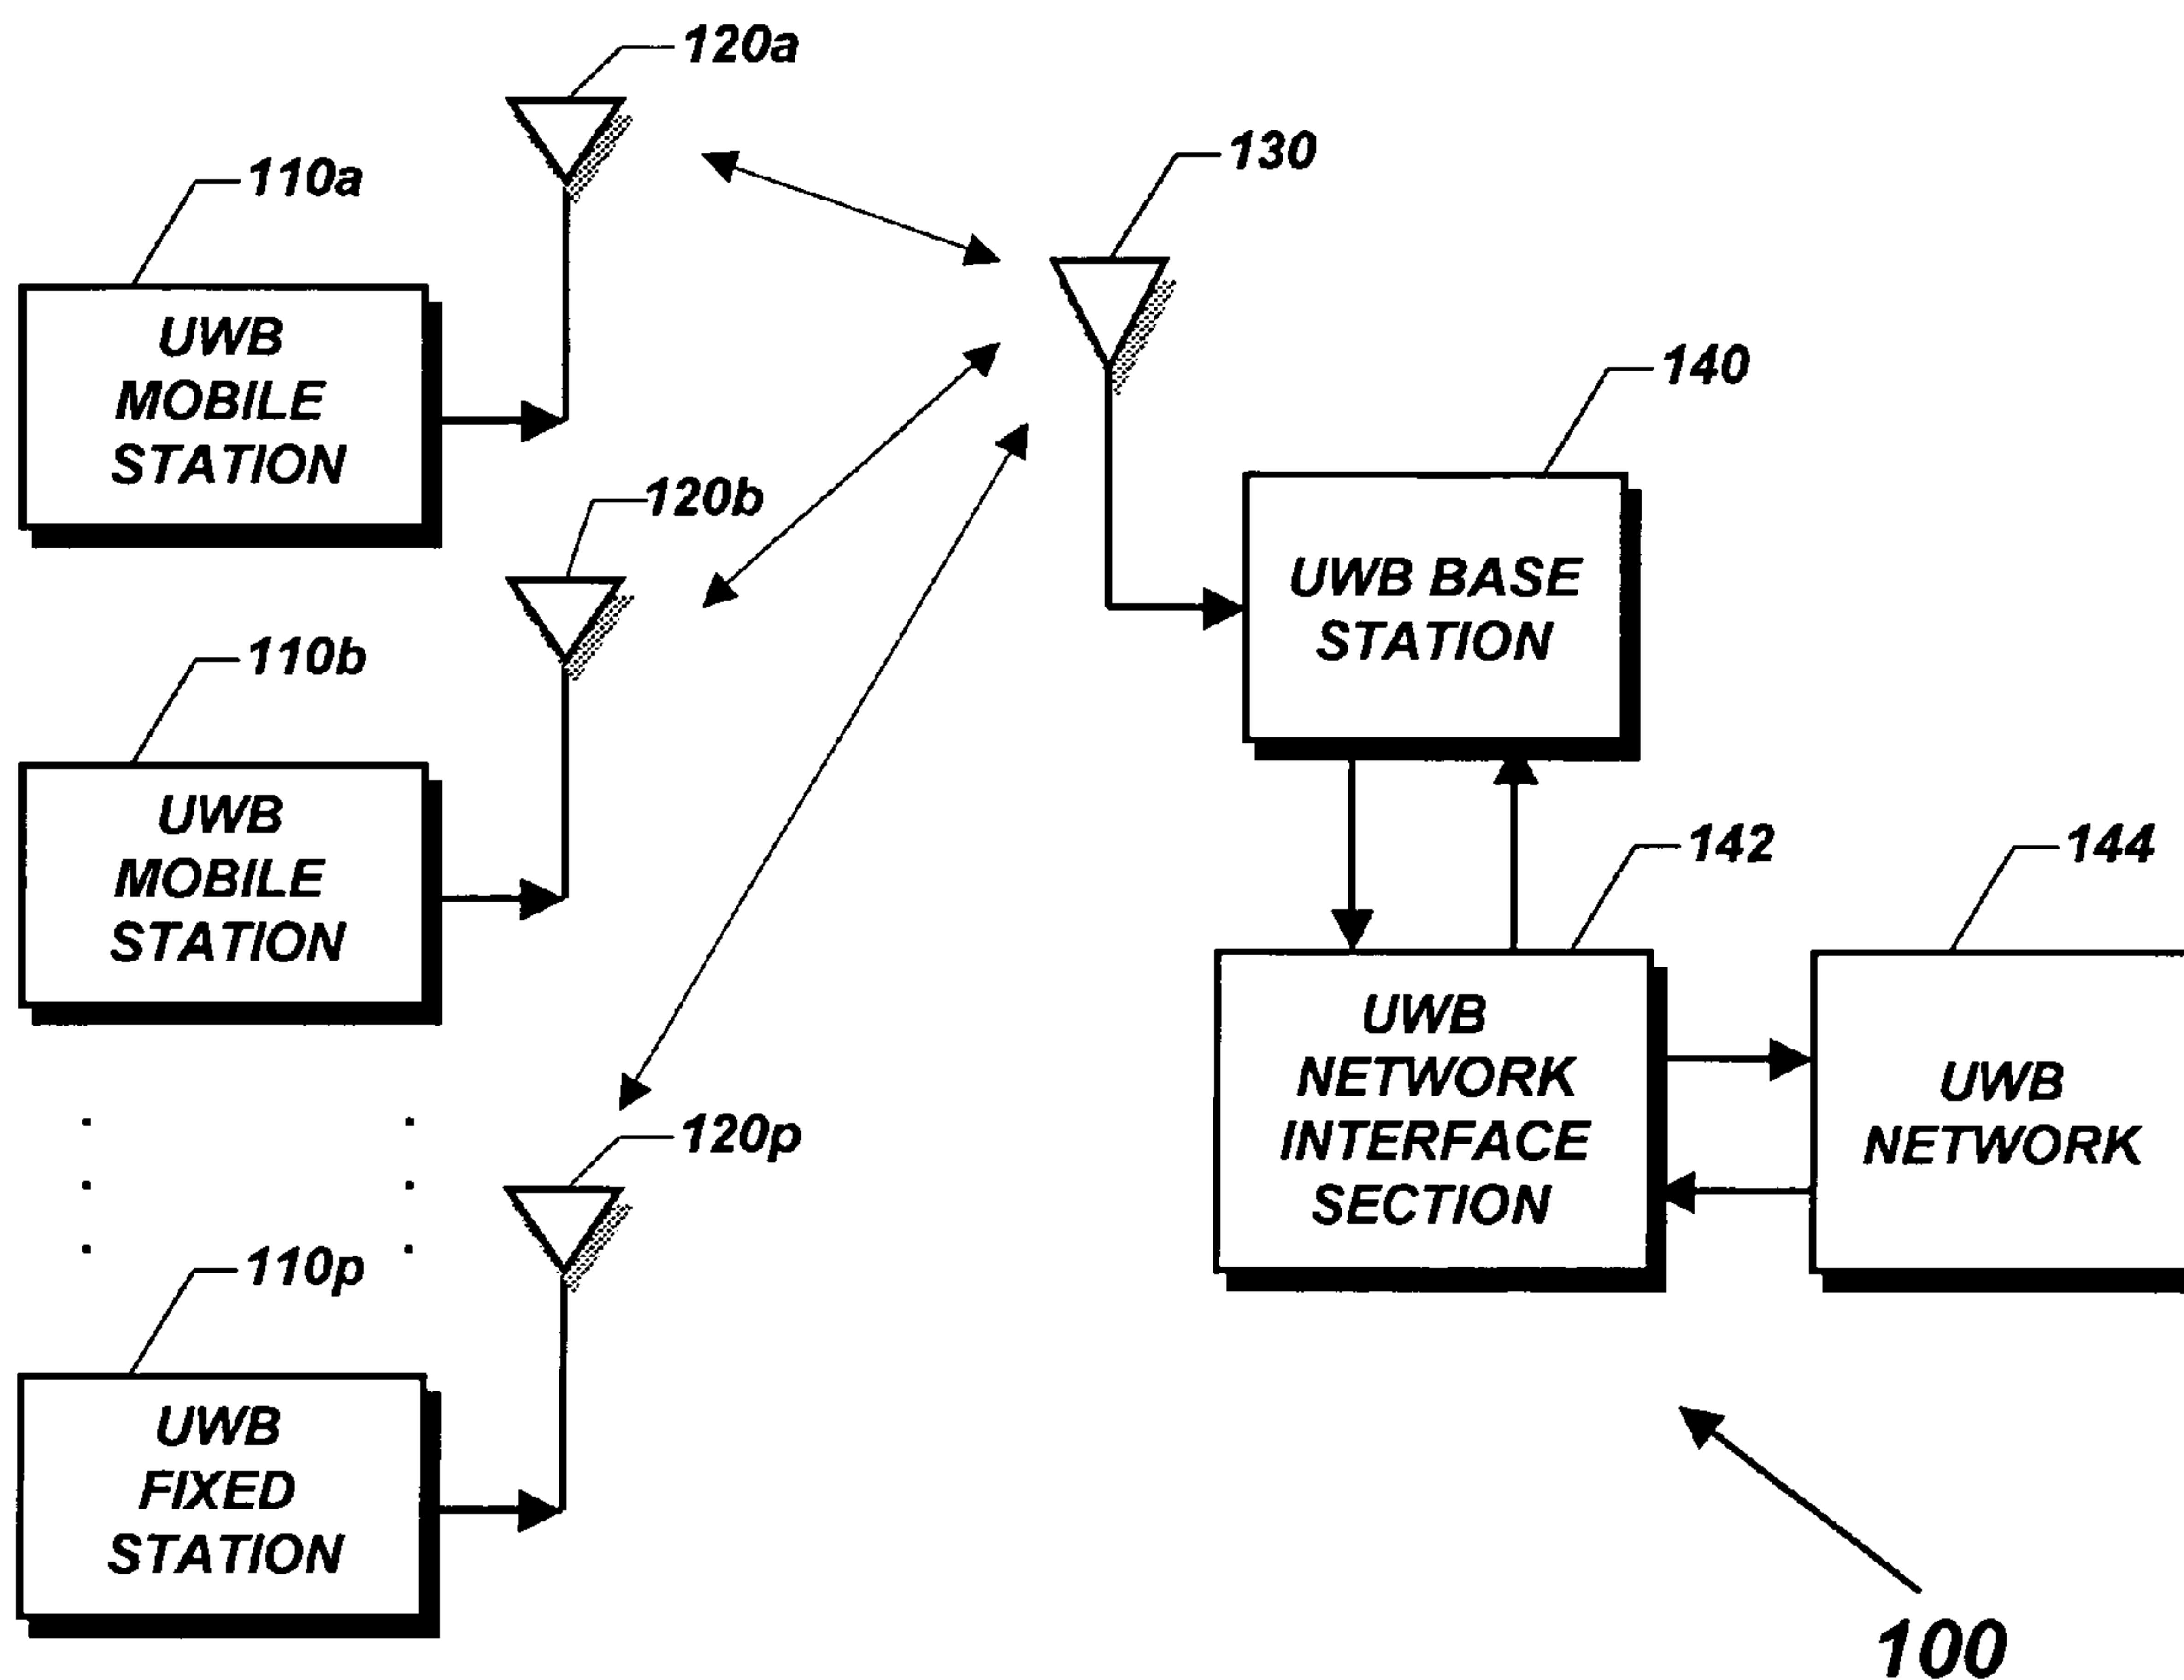 120a
110a
130
UWB
MOBILE
STATION
140
120b
UWB BASE
STATION
110b
UWB
MOBILE
STATION
142
144
UWB
NETWORK
INTERFACE
SECTION
UWB
NETWORK
120p
110p
UWB
FIXED
STATION
100